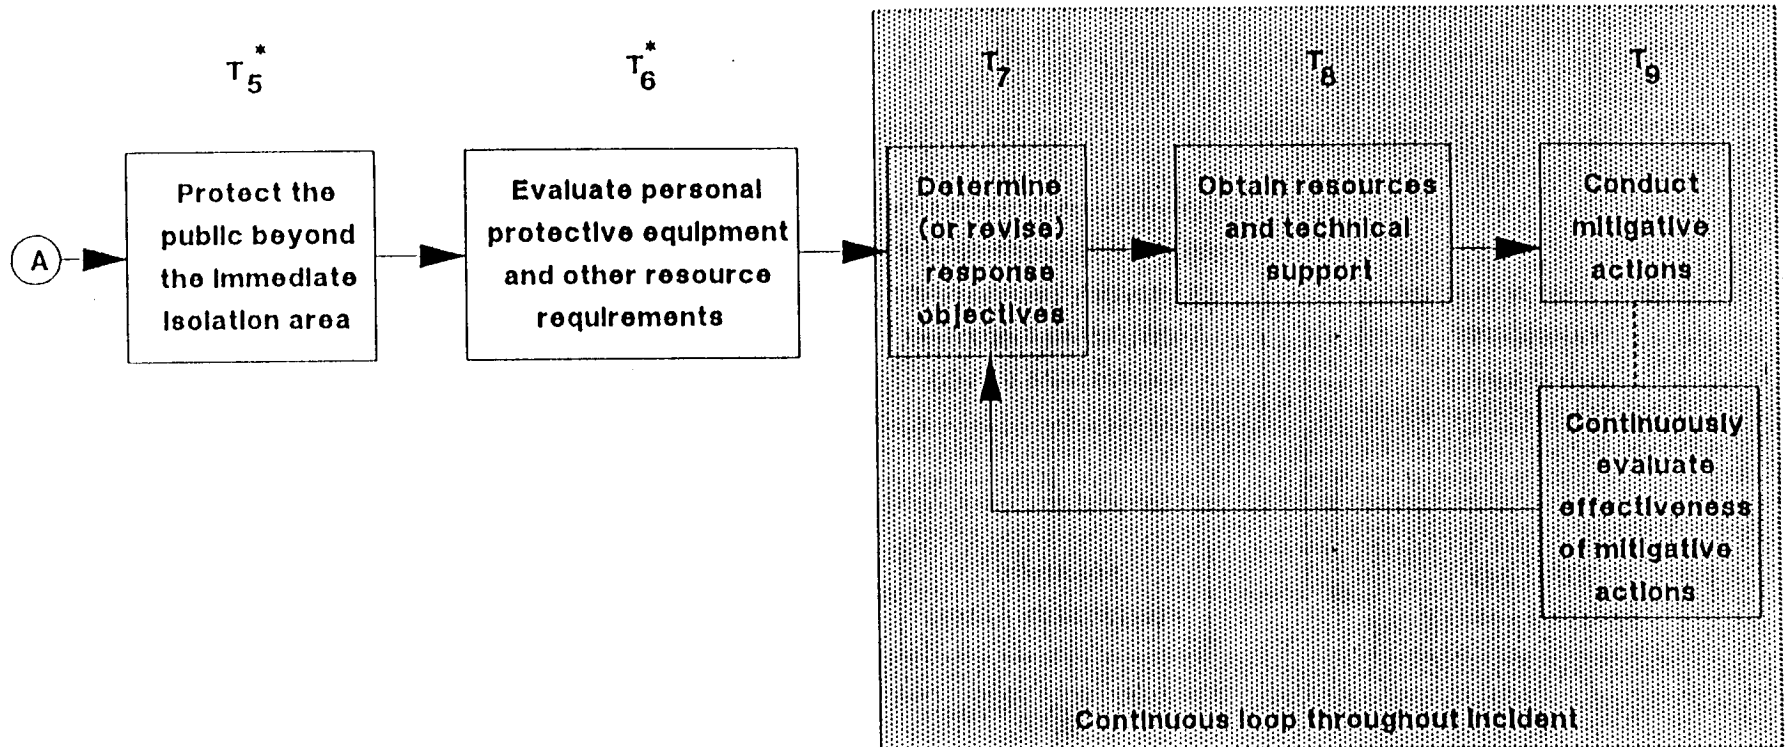 T5*
T6*
T7
T8
T9
A
Protect the
public beyond
the immediate
isolation area
Evaluate personal
protective equipment
and other resource
requirements
Determine
(or revise)
response
objectives
Obtain resources
and technical
support
Conduct
mitigative
actions
Continuously
evaluate
effectiveness
of mitigative
actions
Continuous loop throughout incident